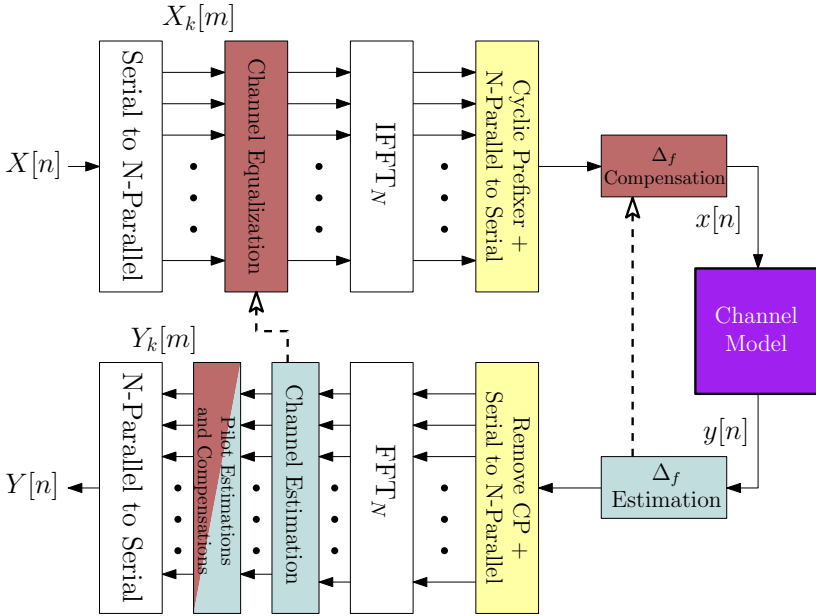 X_k[m]
X[n]
Serial to N-Parallel
Channel Equalization
IFFT_N
Cyclic Prefixer +
N-Parallel to Serial
Δ_f
Compensation
x[n]
Channel
Model
y[n]
Δ_f
Estimation
Remove CP +
Serial to N-Parallel
FFT_N
Channel Estimation
Pilot Estimations
and Compensations
Y_k[m]
N-Parallel to Serial
Y[n]